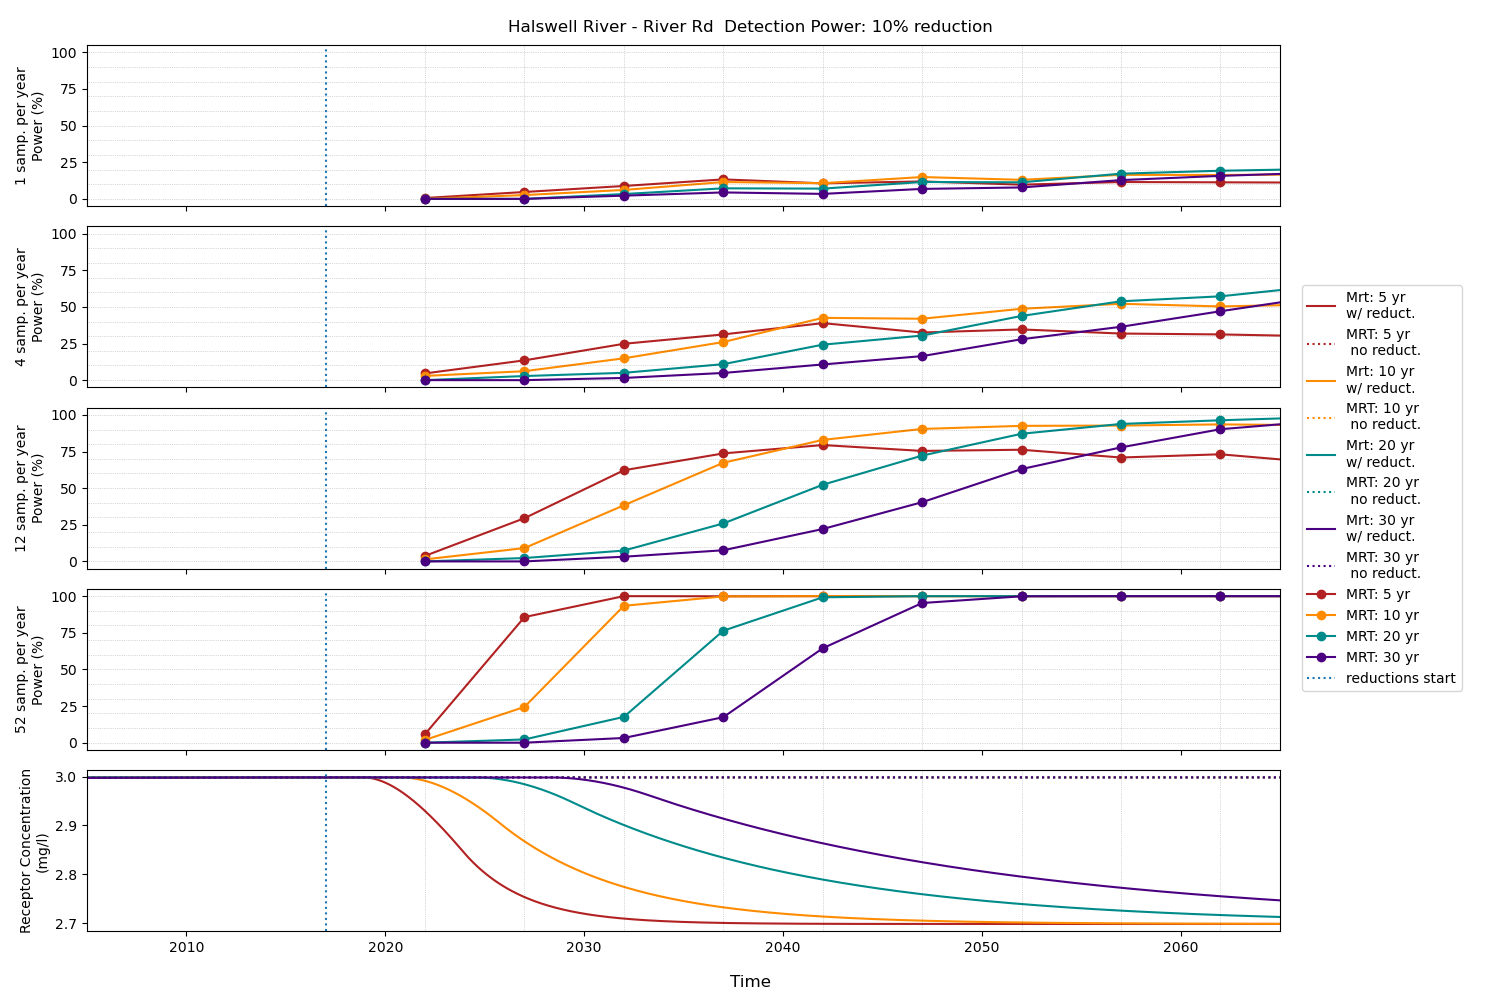 Halswell River - River Rd  Detection Power: 10% reduction
1 samp. per year
Power (%)
100
75
50
25
0
4 samp. per year
Power (%)
100
75
50
25
0
12 samp. per year
Power (%)
100
75
50
25
0
52 samp. per year
Power (%)
100
75
50
25
0
Receptor Concentration
(mg/l)
3.0
2.9
2.8
2.7
2010
2020
2030
2040
2050
2060
Time
Mrt: 5 yr
w/ reduct.
MRT: 5 yr
no reduct.
Mrt: 10 yr
w/ reduct.
MRT: 10 yr
no reduct.
Mrt: 20 yr
w/ reduct.
MRT: 20 yr
no reduct.
Mrt: 30 yr
w/ reduct.
MRT: 30 yr
no reduct.
MRT: 5 yr
MRT: 10 yr
MRT: 20 yr
MRT: 30 yr
reductions start